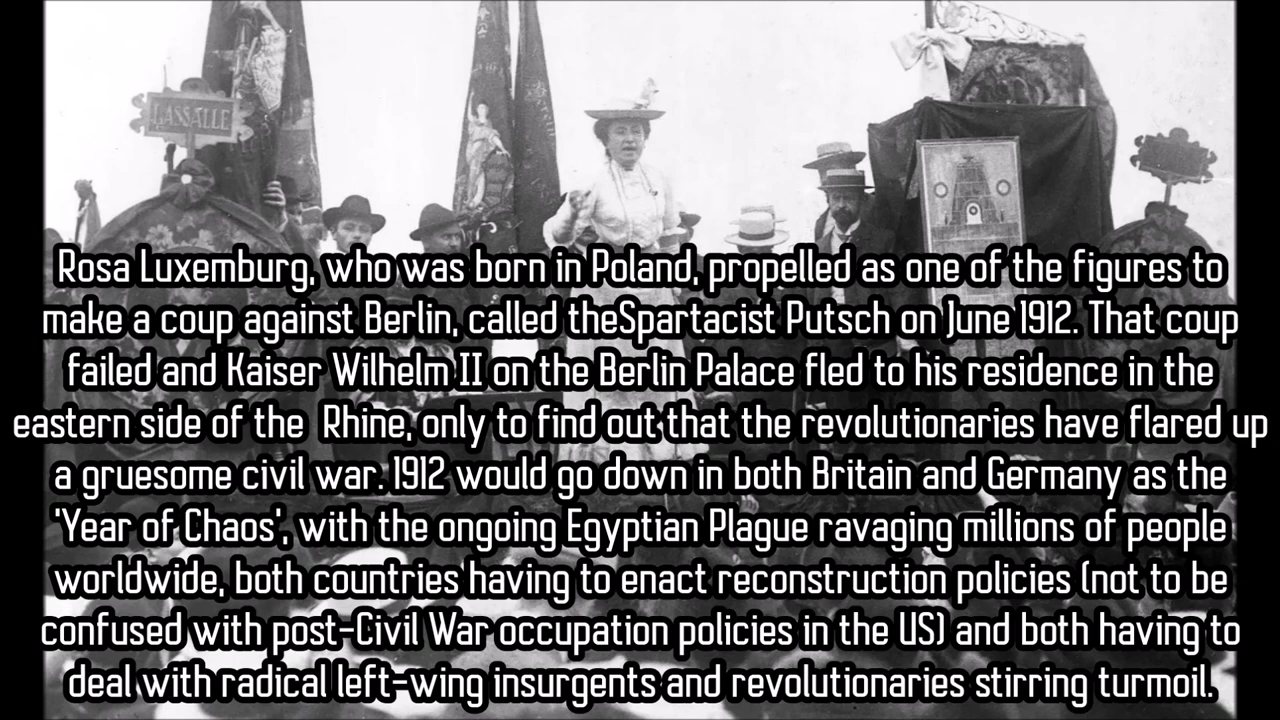 LASSALLE
Rosa Luxemburg, who was born in Poland, propelled as one of the figures to
make a coup against Berlin, called theSpartacist Putsch on June 1912. That coup
failed and Kaiser Wilhelm II on the Berlin Palace fled to his residence in the
eastern side of the  Rhine, only to find out that the revolutionaries have flared up
a gruesome civil war. 1912 would go down in both Britain and Germany as the
'Year of Chaos', with the ongoing Egyptian Plague ravaging millions of people
worldwide, both countries having to enact reconstruction policies (not to be
confused with post-Civil War occupation policies in the US) and both having to
deal with radical left-wing insurgents and revolutionaries stirring turmoil.